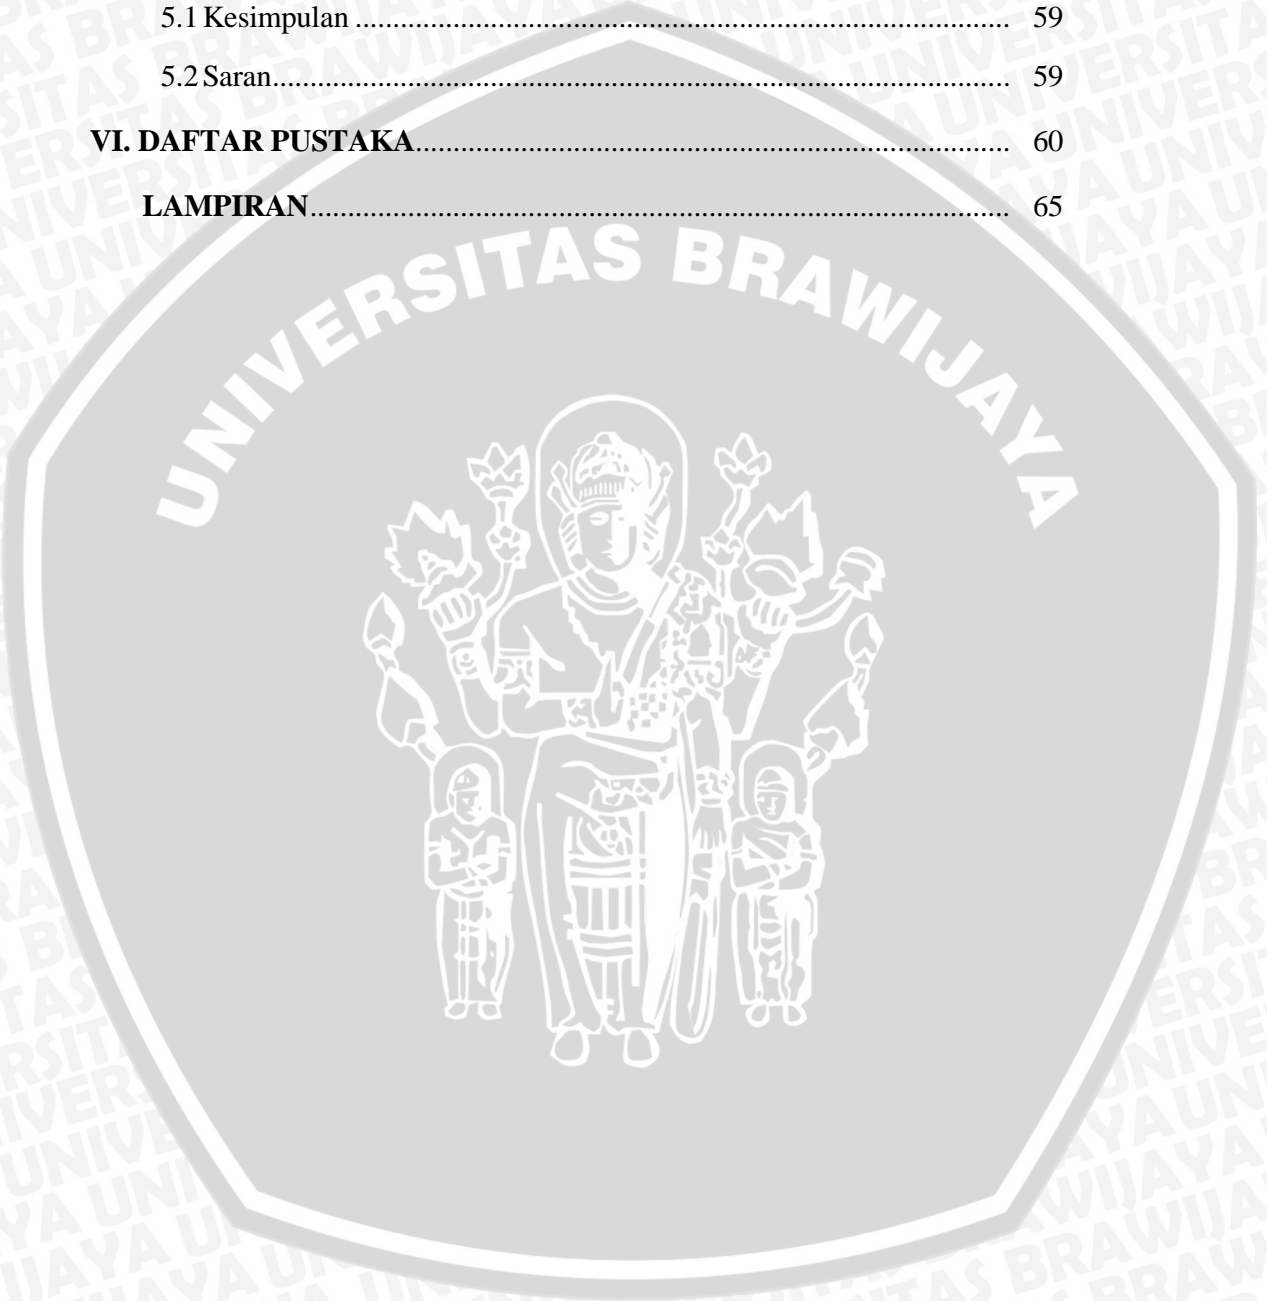 5.1 Kesimpulan ........................................................................................ 59
5.2 Saran.................................................................................................. 59
VI. DAFTAR PUSTAKA................................................................................ 60
LAMPIRAN.............................................................................................. 65
UNIVERSITAS BRAWIJAYA